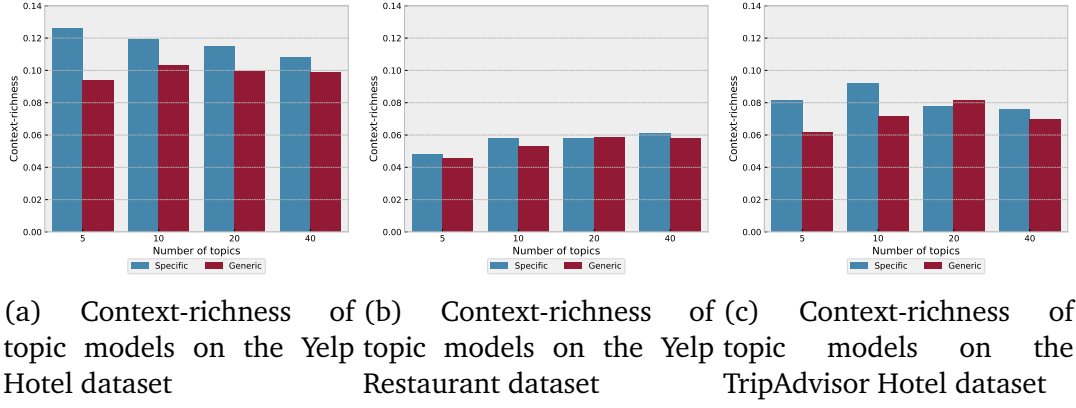 0.14
0.12
0.10
0.08
0.06
0.04
0.02
0.00
Context-richness
5 10 20 40
Number of topics
Specific Generic
0.14
0.12
0.10
0.08
0.06
0.04
0.02
0.00
Context-richness
5 10 20 40
Number of topics
Specific Generic
0.14
0.12
0.10
0.08
0.06
0.04
0.02
0.00
Context-richness
5 10 20 40
Number of topics
Specific Generic
(a) Context-richness of
topic models on the Yelp
Hotel dataset
(b) Context-richness of
topic models on the Yelp
Restaurant dataset
(c) Context-richness of
topic models on the
TripAdvisor Hotel dataset